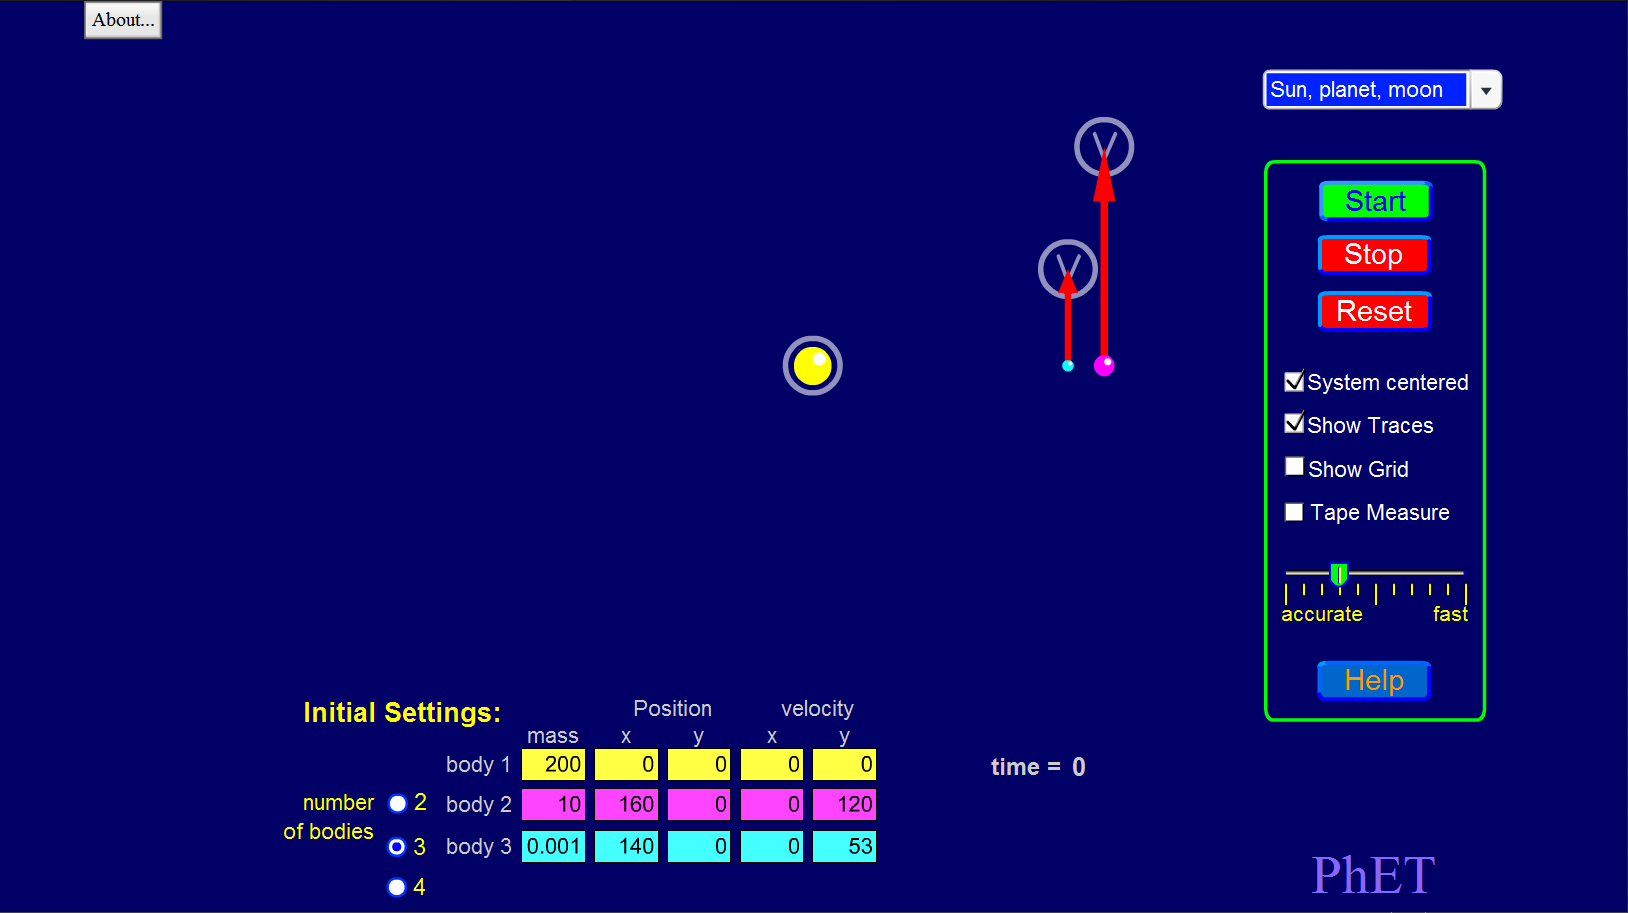 About...
Sun, planet, moon
V
V
Start
Stop
Reset
System centered
Show Traces
Show Grid
Tape Measure
accurate fast
Help
Initial Settings:
Position velocity
mass x y x y
body 1 200 0 0 0 0
time = 0
number of bodies
2 body 2 10 160 0 0 120
3 body 3 0.001 140 0 0 53
4
PhET